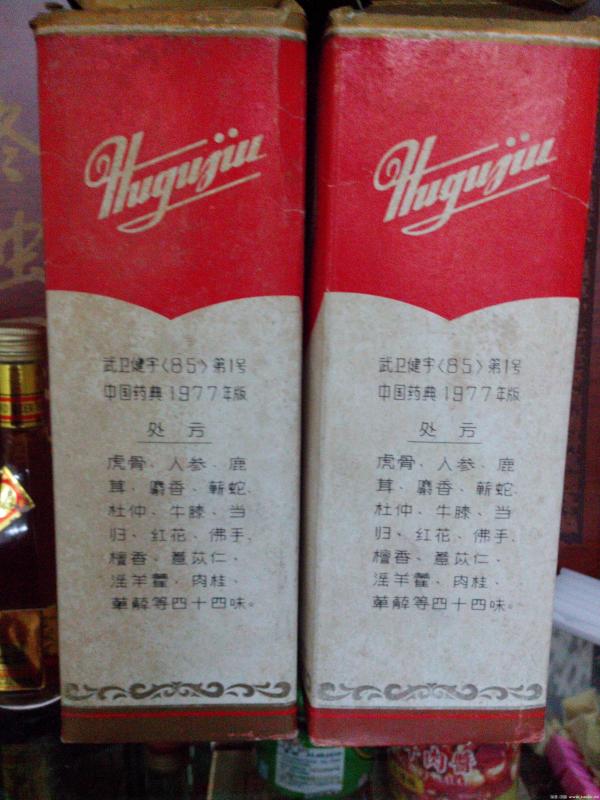 Hugujiu
武卫健字〈85〉第1号
中国药典1977年版
处方
虎骨、人参、鹿
茸、麝香、蕲蛇、
杜仲、牛膝、当
归、红花、佛手、
檀香、薏苡仁、
淫羊藿、肉桂、
萆薢等四十四味。
Hugujiu
武卫健字〈85〉第1号
中国药典1977年版
处方
虎骨、人参、鹿
茸、麝香、蕲蛇、
杜仲、牛膝、当
归、红花、佛手、
檀香、薏苡仁、
淫羊藿、肉桂、
萆薢等四十四味。